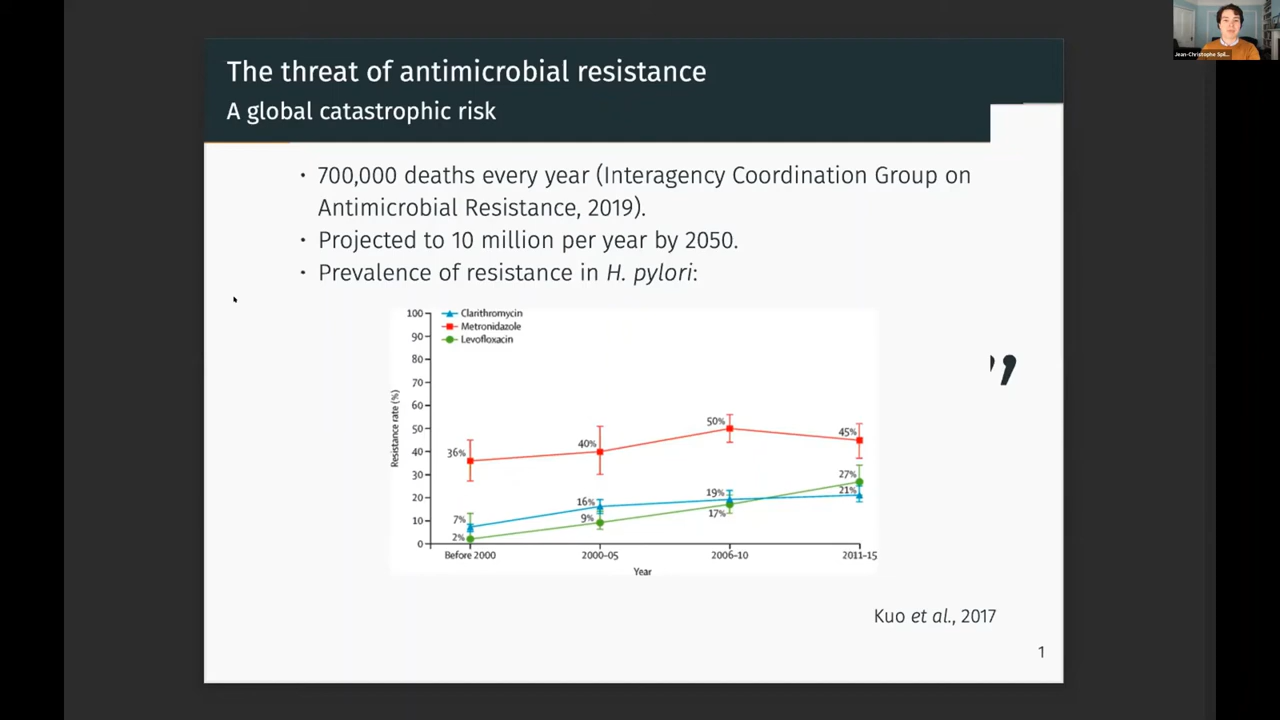 Jean-Christophe Spil...
The threat of antimicrobial resistance
A global catastrophic risk
• 700,000 deaths every year (Interagency Coordination Group on
Antimicrobial Resistance, 2019).
• Projected to 10 million per year by 2050.
• Prevalence of resistance in H. pylori:
Clarithromycin
Metronidazole
Levofloxacin
Resistance rate (%)
100
90
80
70
60
50
40
30
20
10
0
36%
40%
50%
45%
7%
16%
19%
21%
2%
9%
17%
27%
Before 2000
2000–05
2006–10
2011–15
Year
”
Kuo et al., 2017
1